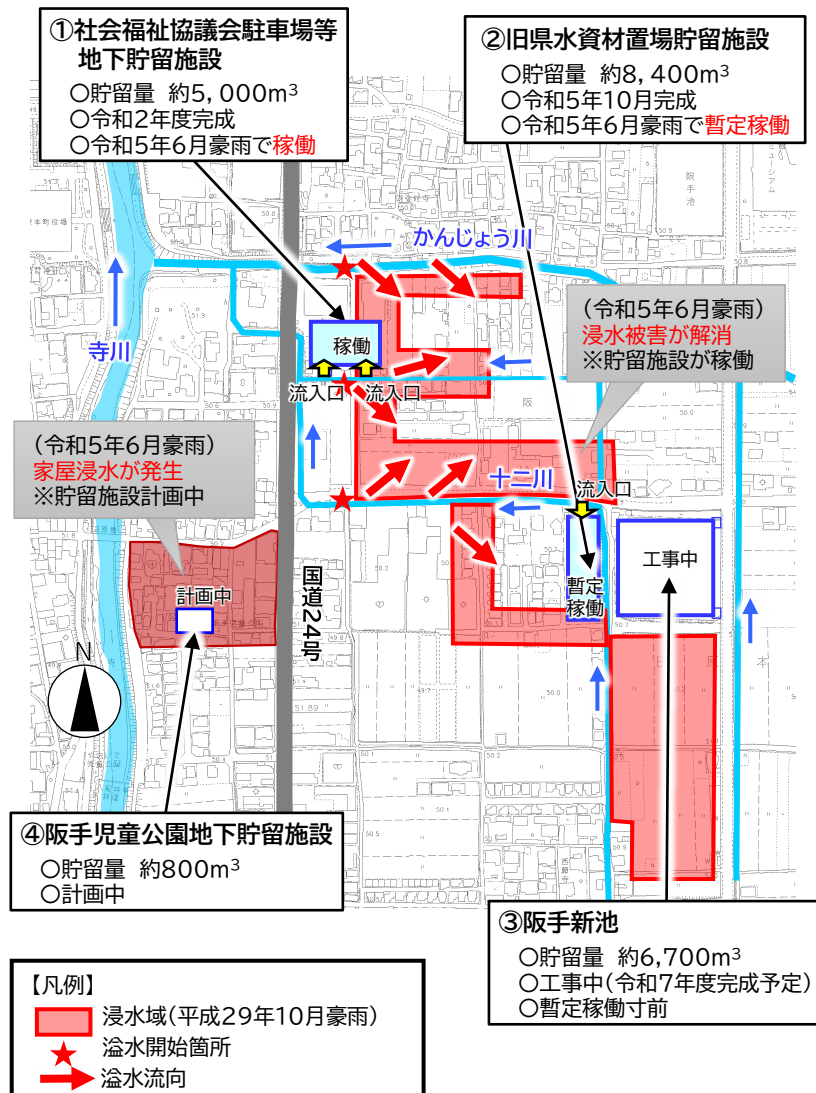 ①社会福祉協議会駐車場等
地下貯留施設
○貯留量 約5,000m³
○令和2年度完成
○令和5年6月豪雨で稼働
②旧県水資材置場貯留施設
○貯留量 約8,400m³
○令和5年10月完成
○令和5年6月豪雨で暫定稼働
阪手池
かんじょう川
寺川
稼働
流入口
流入口
(令和5年6月豪雨)
浸水被害が解消
※貯留施設が稼働
阪
(令和5年6月豪雨)
家屋浸水が発生
※貯留施設計画中
十二川
流入口
工事中
暫定
稼働
計画中
国道24号
N
本
51.89
④阪手児童公園地下貯留施設
○貯留量 約800m³
○計画中
③阪手新池
○貯留量 約6,700m³
○工事中(令和7年度完成予定)
○暫定稼働寸前
【凡例】
浸水域(平成29年10月豪雨)
溢水開始箇所
溢水流向